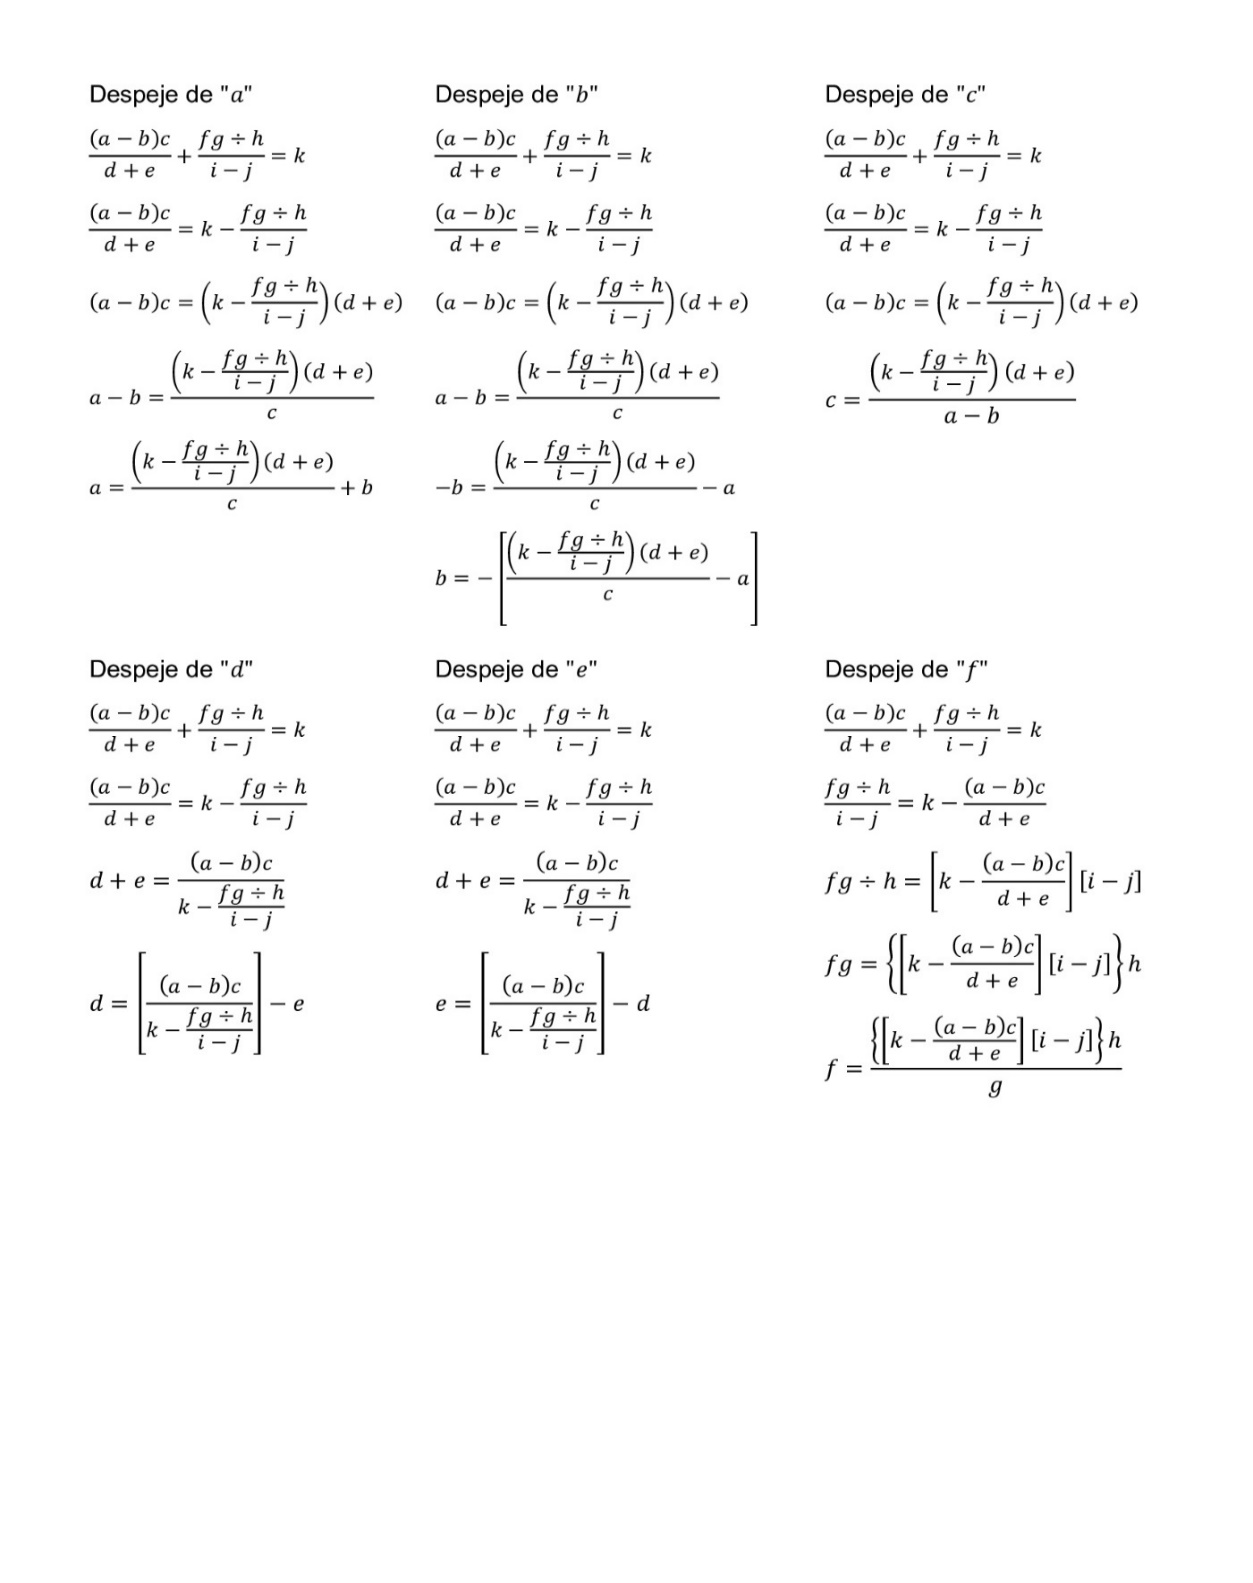 Despeje de "a"
(a − b)c / d + e + fg ÷ h / i − j = k
(a − b)c / d + e = k − fg ÷ h / i − j
(a − b)c = (k − fg ÷ h / i − j)(d + e)
a − b = (k − fg ÷ h / i − j)(d + e) / c
a = (k − fg ÷ h / i − j)(d + e) / c + b
Despeje de "b"
(a − b)c / d + e + fg ÷ h / i − j = k
(a − b)c / d + e = k − fg ÷ h / i − j
(a − b)c = (k − fg ÷ h / i − j)(d + e)
a − b = (k − fg ÷ h / i − j)(d + e) / c
−b = (k − fg ÷ h / i − j)(d + e) / c − a
b = −[(k − fg ÷ h / i − j)(d + e) / c − a]
Despeje de "c"
(a − b)c / d + e + fg ÷ h / i − j = k
(a − b)c / d + e = k − fg ÷ h / i − j
(a − b)c = (k − fg ÷ h / i − j)(d + e)
c = (k − fg ÷ h / i − j)(d + e) / a − b
Despeje de "d"
(a − b)c / d + e + fg ÷ h / i − j = k
(a − b)c / d + e = k − fg ÷ h / i − j
d + e = (a − b)c / k − fg ÷ h / i − j
d = [(a − b)c / k − fg ÷ h / i − j] − e
Despeje de "e"
(a − b)c / d + e + fg ÷ h / i − j = k
(a − b)c / d + e = k − fg ÷ h / i − j
d + e = (a − b)c / k − fg ÷ h / i − j
e = [(a − b)c / k − fg ÷ h / i − j] − d
Despeje de "f"
(a − b)c / d + e + fg ÷ h / i − j = k
fg ÷ h / i − j = k − (a − b)c / d + e
fg ÷ h = [k − (a − b)c / d + e][i − j]
fg = {[k − (a − b)c / d + e][i − j]}h
f = {[k − (a − b)c / d + e][i − j]}h / g